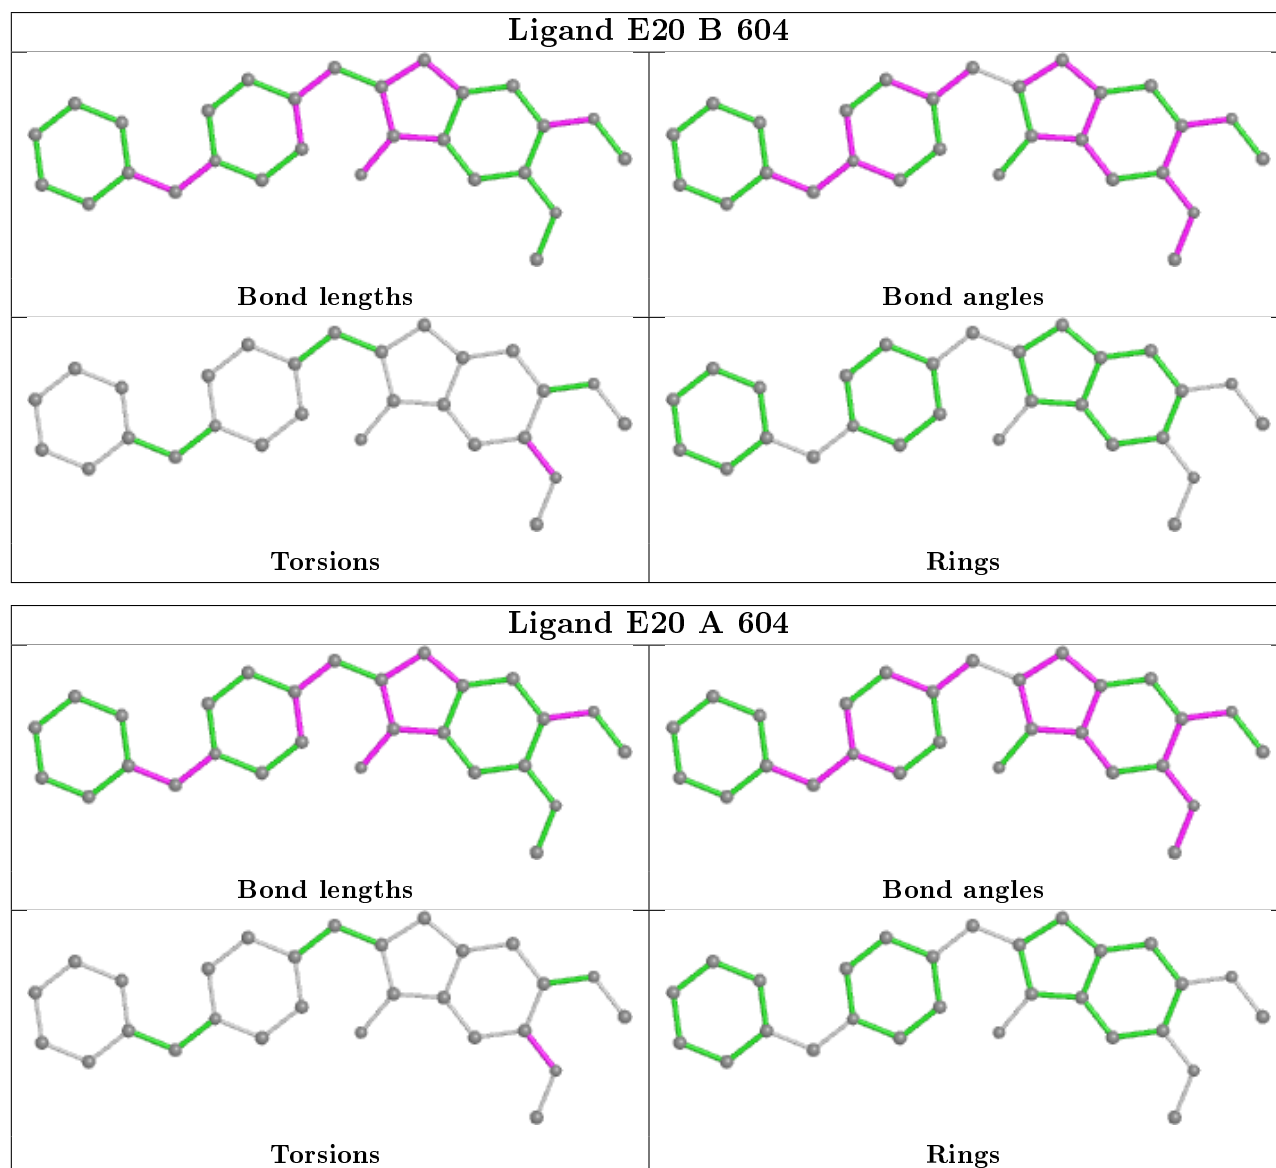 Ligand E20 B 604
Bond lengths
Bond angles
Torsions
Rings
Ligand E20 A 604
Bond lengths
Bond angles
Torsions
Rings